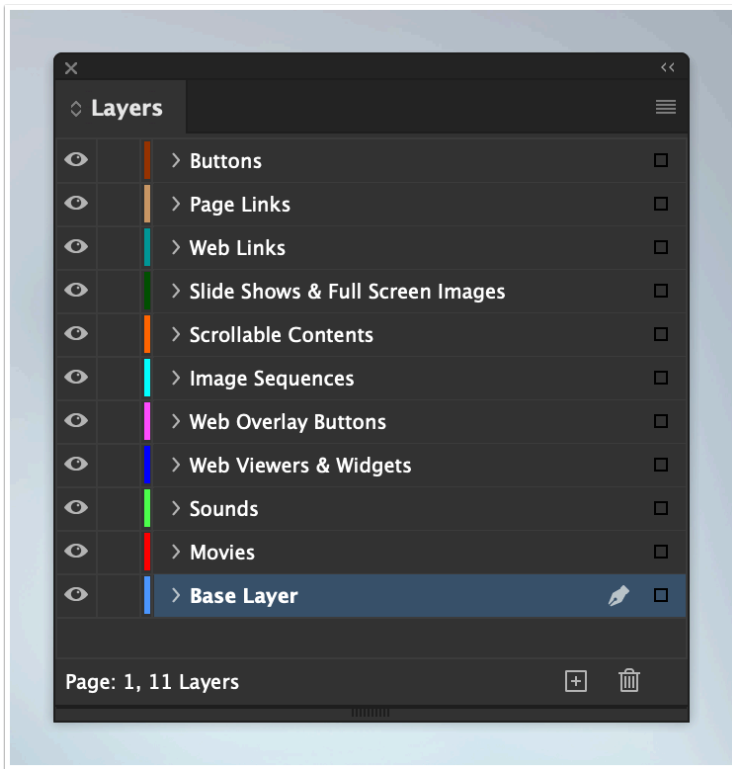 Layers
Buttons
Page Links
Web Links
Slide Shows & Full Screen Images
Scrollable Contents
Image Sequences
Web Overlay Buttons
Web Viewers & Widgets
Sounds
Movies
Base Layer
Page: 1, 11 Layers